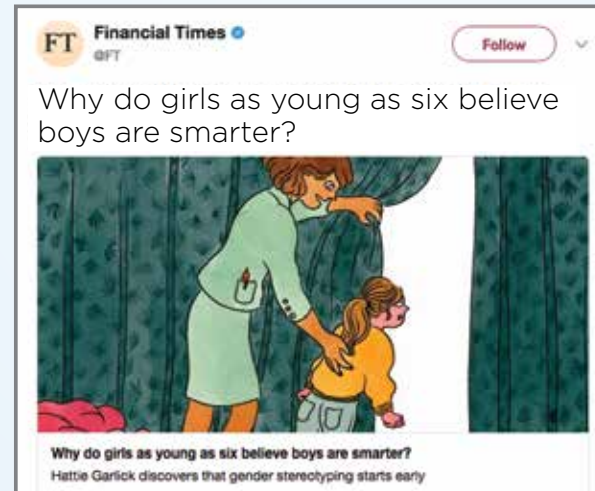 FT
Financial Times
@FT
Follow
Why do girls as young as six believe
boys are smarter?
Why do girls as young as six believe boys are smarter?
Hattie Garlick discovers that gender stereotyping starts early